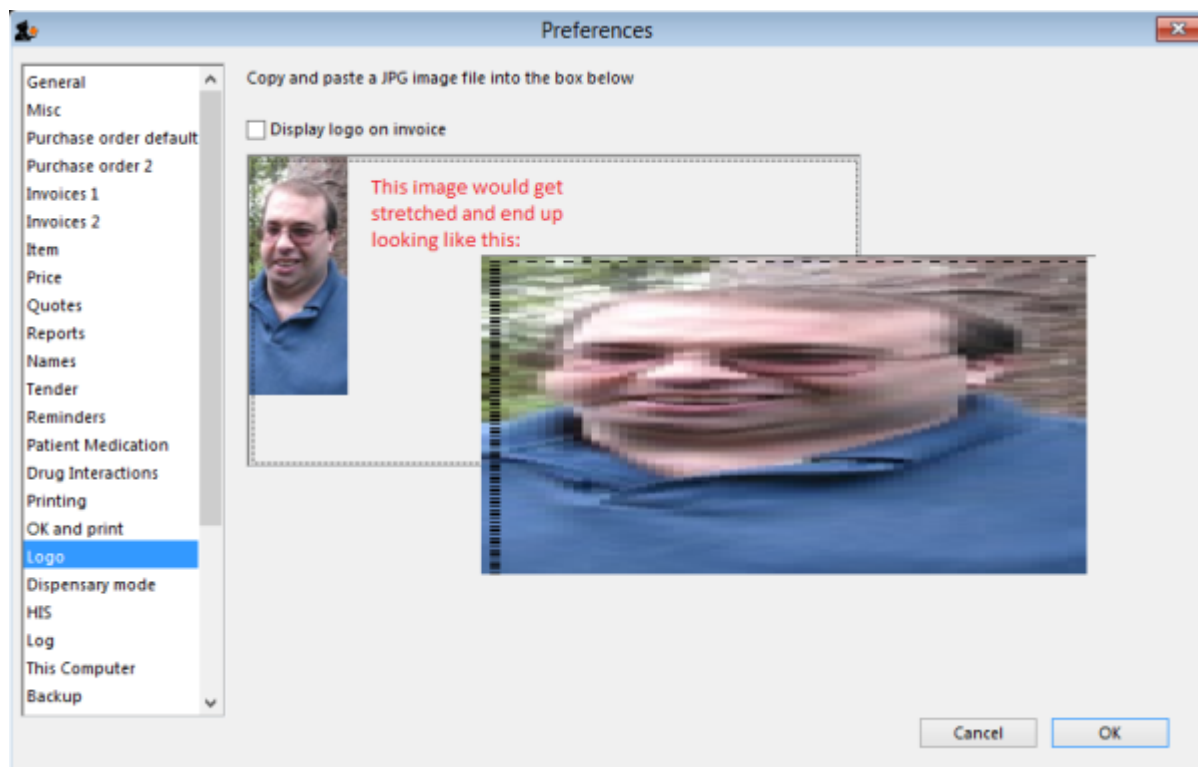 Preferences
General
Misc
Purchase order default
Purchase order 2
Invoices 1
Invoices 2
Item
Price
Quotes
Reports
Names
Tender
Reminders
Patient Medication
Drug Interactions
Printing
OK and print
Logo
Dispensary mode
HIS
Log
This Computer
Backup
Copy and paste a JPG image file into the box below
Display logo on invoice
This image would get
stretched and end up
looking like this:
Cancel
OK